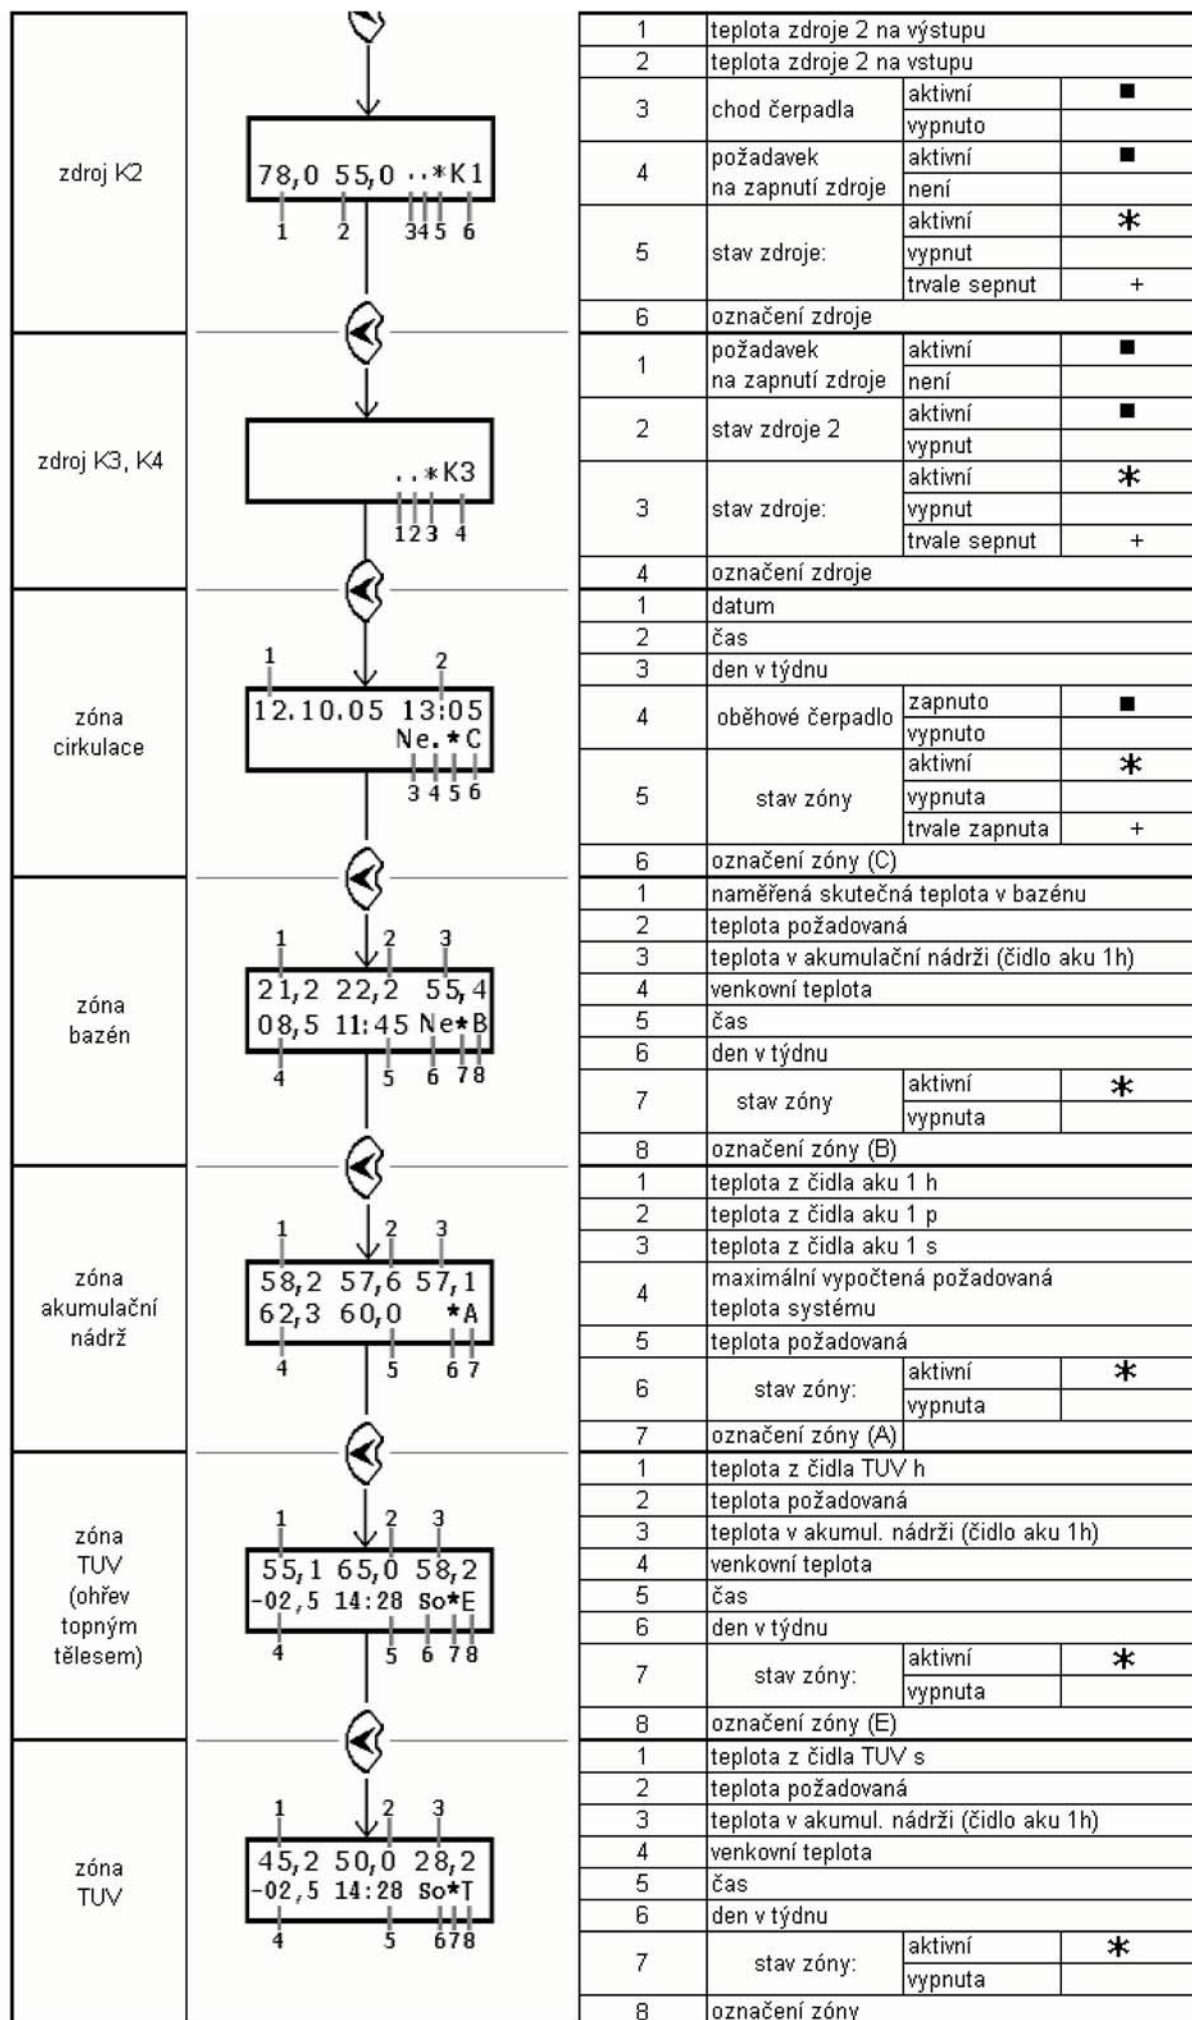 zdroj K2
78,0 55,0 ..*K1
1 2 3 4 5 6
1 teplota zdroje 2 na výstupu
2 teplota zdroje 2 na vstupu
3 chod čerpadla aktivní ■
vypnuto
4 požadavek na zapnutí zdroje aktivní ■
není
5 stav zdroje: aktivní *
vypnut
trvale sepnut +
6 označení zdroje
zdroj K3, K4
..*K3
1 2 3 4
1 požadavek na zapnutí zdroje aktivní ■
není
2 stav zdroje 2 aktivní ■
vypnut
3 stav zdroje: aktivní *
vypnut
trvale sepnut +
4 označení zdroje
zóna
cirkulace
1 2
12.10.05 13:05
Ne.*C
3 4 5 6
1 datum
2 čas
3 den v týdnu
4 oběhové čerpadlo zapnuto ■
vypnuto
5 stav zóny aktivní *
vypnuta
trvale zapnuta +
6 označení zóny (C)
zóna
bazén
1 2 3
21,2 22,2 55,4
08,5 11:45 Ne*B
4 5 6 7 8
1 naměřená skutečná teplota v bazénu
2 teplota požadovaná
3 teplota v akumulační nádrži (čidlo aku 1h)
4 venkovní teplota
5 čas
6 den v týdnu
7 stav zóny aktivní *
vypnuta
8 označení zóny (B)
zóna
akumulační
nádrž
1 2 3
58,2 57,6 57,1
62,3 60,0 *A
4 5 6 7
1 teplota z čidla aku 1 h
2 teplota z čidla aku 1 p
3 teplota z čidla aku 1 s
4 maximální vypočtená požadovaná
teplota systému
5 teplota požadovaná
6 stav zóny: aktivní *
vypnuta
7 označení zóny (A)
zóna
TUV
(ohřev
topným
tělesem)
1 2 3
55,1 65,0 58,2
-02,5 14:28 So*E
4 5 6 7 8
1 teplota z čidla TUV h
2 teplota požadovaná
3 teplota v akumul. nádrži (čidlo aku 1h)
4 venkovní teplota
5 čas
6 den v týdnu
7 stav zóny: aktivní *
vypnuta
8 označení zóny (E)
zóna
TUV
1 2 3
45,2 50,0 28,2
-02,5 14:28 So*T
4 5 6 7 8
1 teplota z čidla TUV s
2 teplota požadovaná
3 teplota v akumul. nádrži (čidlo aku 1h)
4 venkovní teplota
5 čas
6 den v týdnu
7 stav zóny: aktivní *
vypnuta
8 označení zóny